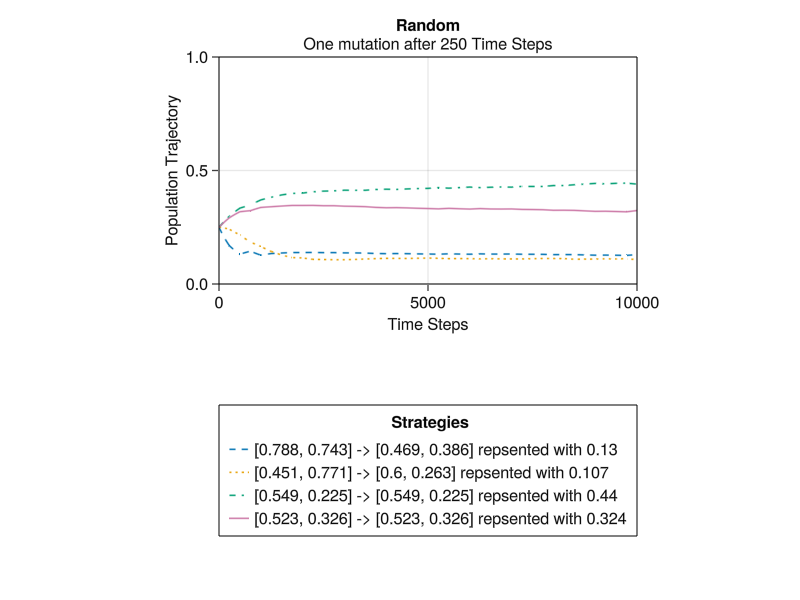 Random
One mutation after 250 Time Steps
Population Trajectory
1.0
0.5
0.0
0
5000
10000
Time Steps
Strategies
[0.788, 0.743] -> [0.469, 0.386] repsented with 0.13
[0.451, 0.771] -> [0.6, 0.263] repsented with 0.107
[0.549, 0.225] -> [0.549, 0.225] repsented with 0.44
[0.523, 0.326] -> [0.523, 0.326] repsented with 0.324